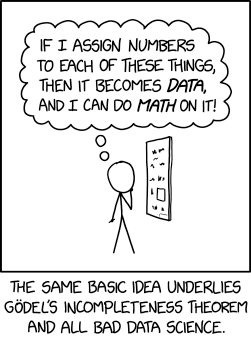 IF I ASSIGN NUMBERS
TO EACH OF THESE THINGS,
THEN IT BECOMES DATA,
AND I CAN DO MATH ON IT!
THE SAME BASIC IDEA UNDERLIES
GÖDEL'S INCOMPLETENESS THEOREM
AND ALL BAD DATA SCIENCE.